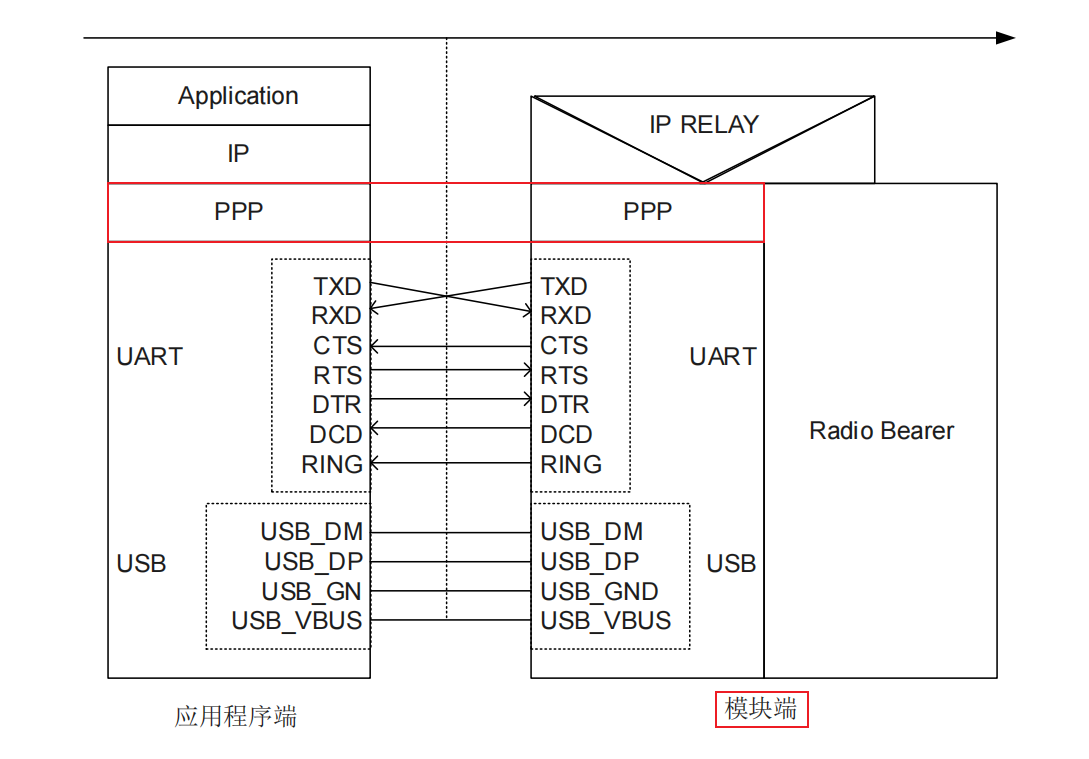 Application
IP
PPP
TXD
RXD
CTS
RTS
DTR
DCD
RING
UART
USB_DM
USB_DP
USB_GN
USB_VBUS
USB
应用程序端
IP RELAY
PPP
TXD
RXD
CTS
RTS
DTR
DCD
RING
UART
USB_DM
USB_DP
USB_GND
USB_VBUS
USB
Radio Bearer
模块端